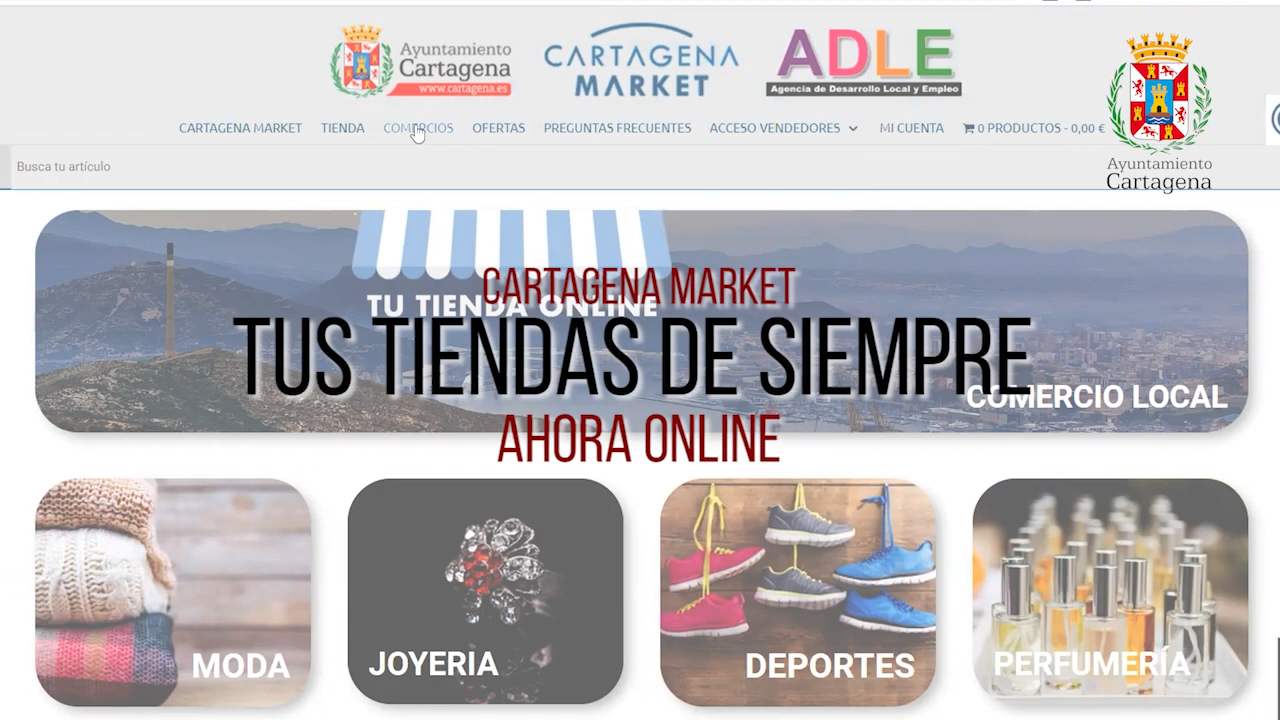 Ayuntamiento
Cartagena
www.cartagena.es
CARTAGENA
MARKET
ADLE
Agencia de Desarrollo Local y Empleo
Ayuntamiento
Cartagena
CARTAGENA MARKET TIENDA COMERCIOS OFERTAS PREGUNTAS FRECUENTES ACCESO VENDEDORES MI CUENTA 0 PRODUCTOS - 0,00 €
Busca tu artículo
TU TIENDA ONLINE
CARTAGENA MARKET
TUS TIENDAS DE SIEMPRE
COMERCIO LOCAL
AHORA ONLINE
MODA
JOYERIA
DEPORTES
PERFUMERÍA